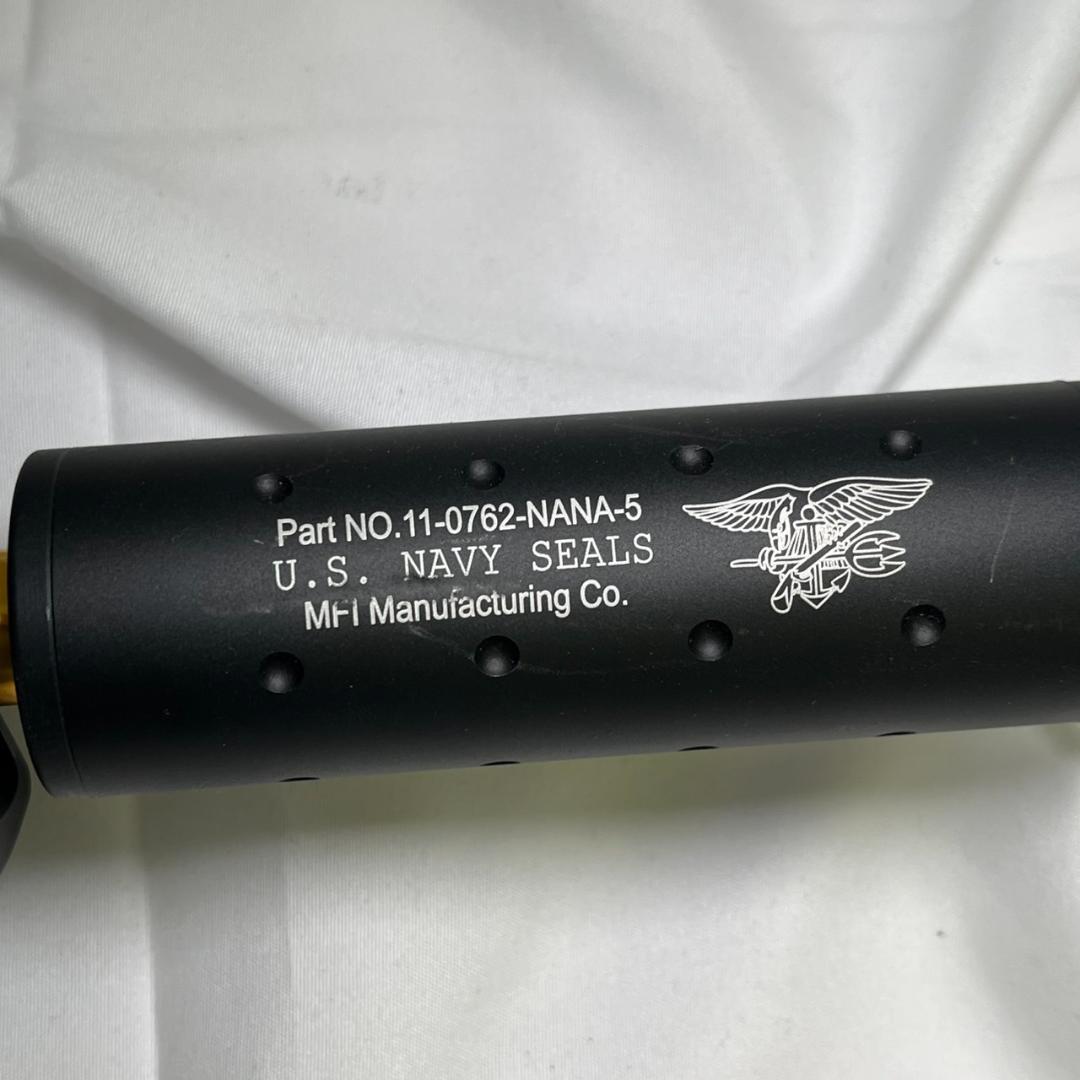 Part NO.11-0762-NANA-5
U.S. NAVY SEALS
MFI Manufacturing Co.